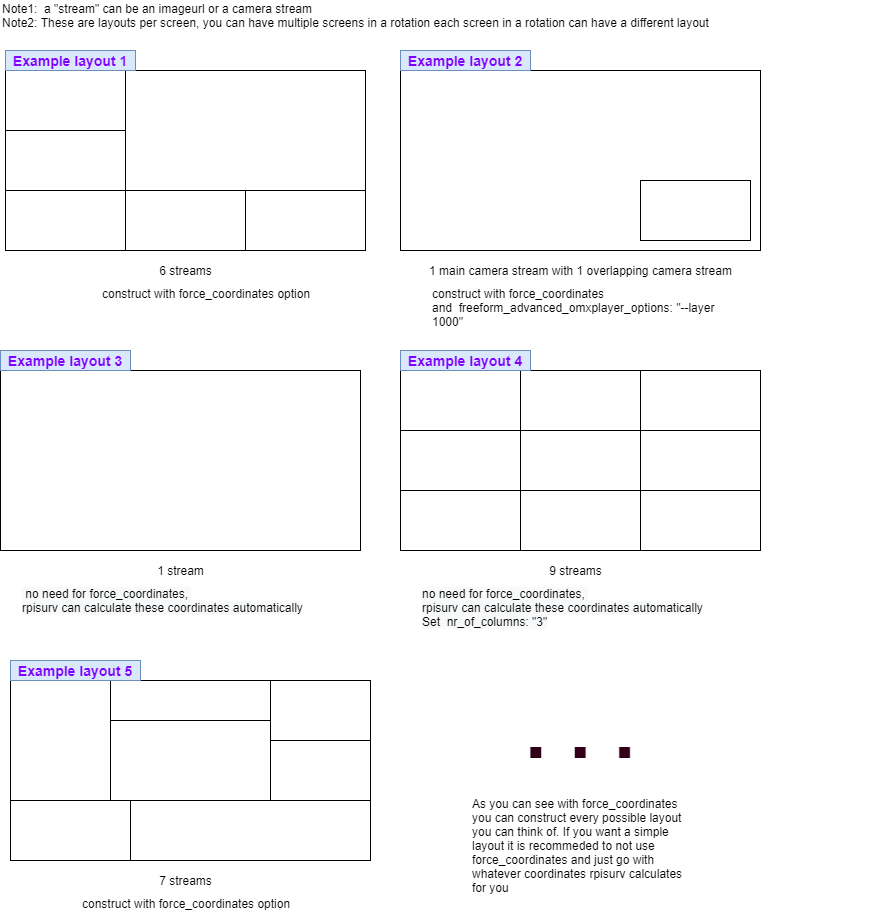 Note1:  a "stream" can be an imageurl or a camera stream
Note2: These are layouts per screen, you can have multiple screens in a rotation each screen in a rotation can have a different layout
Example layout 1
6 streams
construct with force_coordinates option
Example layout 2
1 main camera stream with 1 overlapping camera stream
construct with force_coordinates
and  freeform_advanced_omxplayer_options: "--layer
1000"
Example layout 3
1 stream
no need for force_coordinates,
rpisurv can calculate these coordinates automatically
Example layout 4
9 streams
no need for force_coordinates,
rpisurv can calculate these coordinates automatically
Set  nr_of_columns: "3"
Example layout 5
7 streams
construct with force_coordinates option
As you can see with force_coordinates
you can construct every possible layout
you can think of. If you want a simple
layout it is recommeded to not use
force_coordinates and just go with
whatever coordinates rpisurv calculates
for you